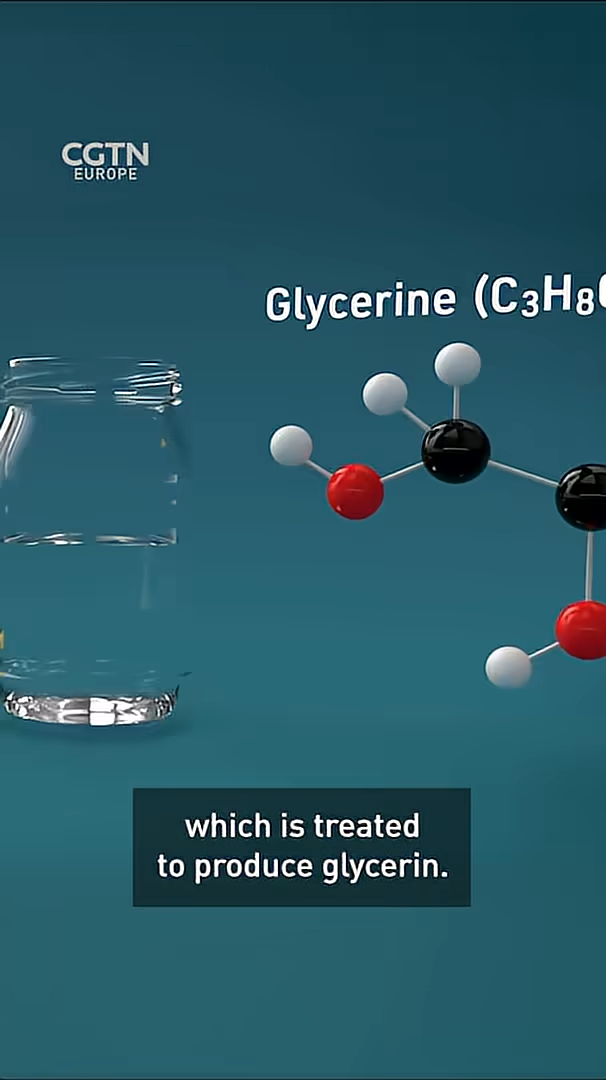 CGTN
EUROPE
Glycerine (C₃H₈
which is treated
to produce glycerin.